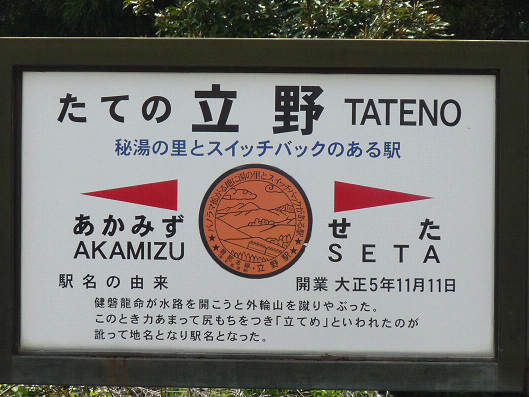 たての 立野 TATENO
秘湯の里とスイッチバックのある駅
あかみず
AKAMIZU
せた
SETA
駅名の由来
開業 大正5年11月11日
健磐龍命が水路を開こうと外輪山を蹴りやぶった。
このとき力あまって尻もちをつき「立てめ」といわれたのが
訛って地名となり駅名となった。
立野駅